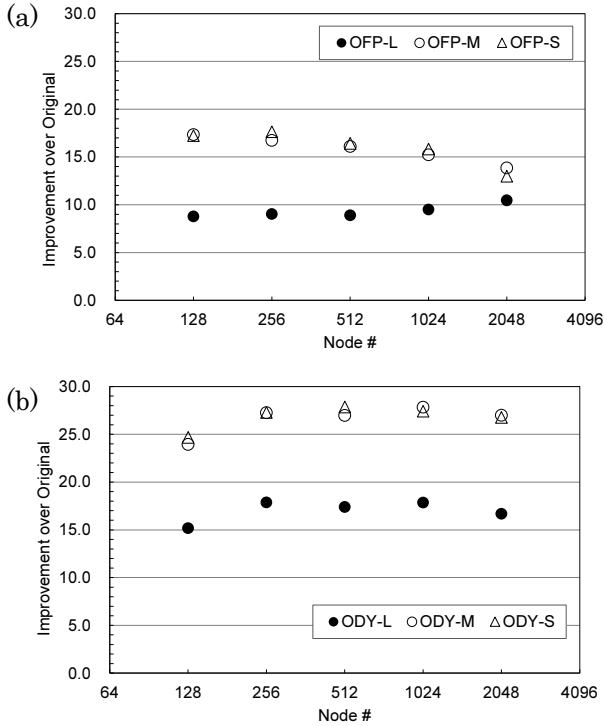 (a)
30.0
25.0
20.0
15.0
10.0
5.0
0.0
Improvement over Original
OFP-L OFP-M OFP-S
64 128 256 512 1024 2048 4096
Node #
(b)
30.0
25.0
20.0
15.0
10.0
5.0
0.0
Improvement over Original
ODY-L ODY-M ODY-S
64 128 256 512 1024 2048 4096
Node #